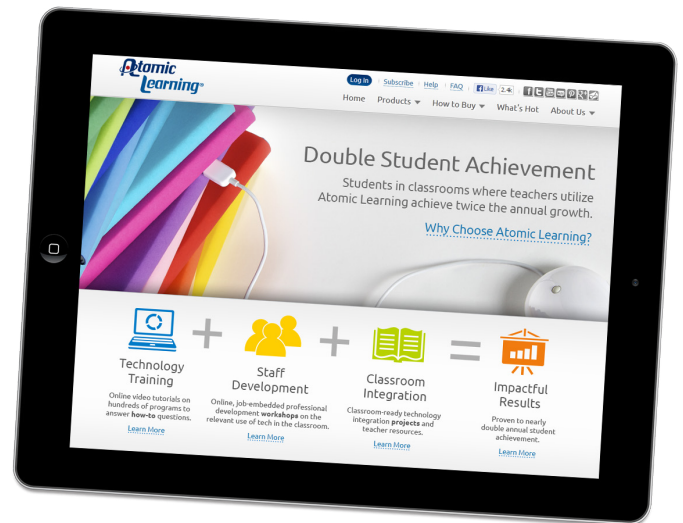 Atomic
Learning®
Log In Subscribe Help FAQ Like 2.4k
Home Products How to Buy What's Hot About Us
Double Student Achievement
Students in classrooms where teachers utilize
Atomic Learning achieve twice the annual growth.
Why Choose Atomic Learning?
Technology
Training
Online video tutorials on
hundreds of programs to
answer how-to questions.
Learn More
Staff
Development
Online, job-embedded professional
development workshops on the
relevant use of tech in the classroom.
Learn More
Classroom
Integration
Classroom-ready technology
integration projects and
teacher resources.
Learn More
Impactful
Results
Proven to nearly
double annual student
achievement.
Learn More